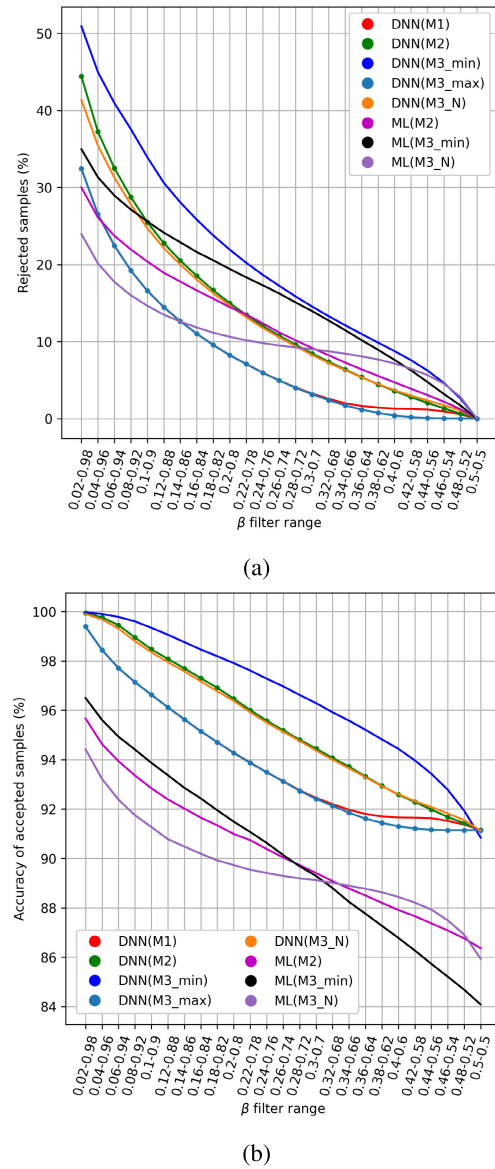 50
40
30
20
10
0
Rejected samples (%)
DNN(M1)
DNN(M2)
DNN(M3_min)
DNN(M3_max)
DNN(M3_N)
ML(M2)
ML(M3_min)
ML(M3_N)
0.02-0.98
0.04-0.96
0.06-0.94
0.08-0.92
0.1-0.9
0.12-0.88
0.14-0.86
0.16-0.84
0.18-0.82
0.2-0.8
0.22-0.78
0.24-0.76
0.26-0.74
0.28-0.72
0.3-0.7
0.32-0.68
0.34-0.66
0.36-0.64
0.38-0.62
0.4-0.6
0.42-0.58
0.44-0.56
0.46-0.54
0.48-0.52
0.5-0.5
β filter range
(a)
100
98
96
94
92
90
88
86
84
Accuracy of accepted samples (%)
DNN(M1)
DNN(M2)
DNN(M3_min)
DNN(M3_max)
DNN(M3_N)
ML(M2)
ML(M3_min)
ML(M3_N)
0.02-0.98
0.04-0.96
0.06-0.94
0.08-0.92
0.1-0.9
0.12-0.88
0.14-0.86
0.16-0.84
0.18-0.82
0.2-0.8
0.22-0.78
0.24-0.76
0.26-0.74
0.28-0.72
0.3-0.7
0.32-0.68
0.34-0.66
0.36-0.64
0.38-0.62
0.4-0.6
0.42-0.58
0.44-0.56
0.46-0.54
0.48-0.52
0.5-0.5
β filter range
(b)